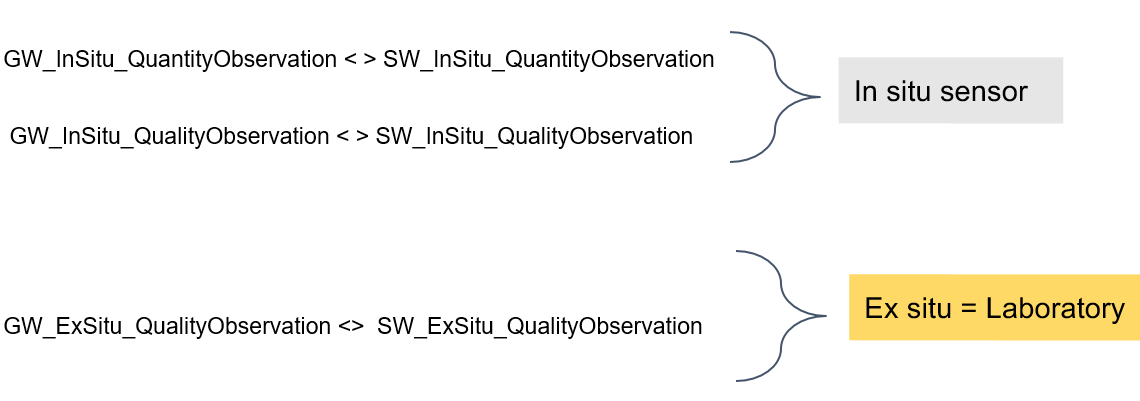 GW_InSitu_QuantityObservation < > SW_InSitu_QuantityObservation
GW_InSitu_QualityObservation < > SW_InSitu_QualityObservation
In situ sensor
GW_ExSitu_QualityObservation <> SW_ExSitu_QualityObservation
Ex situ = Laboratory